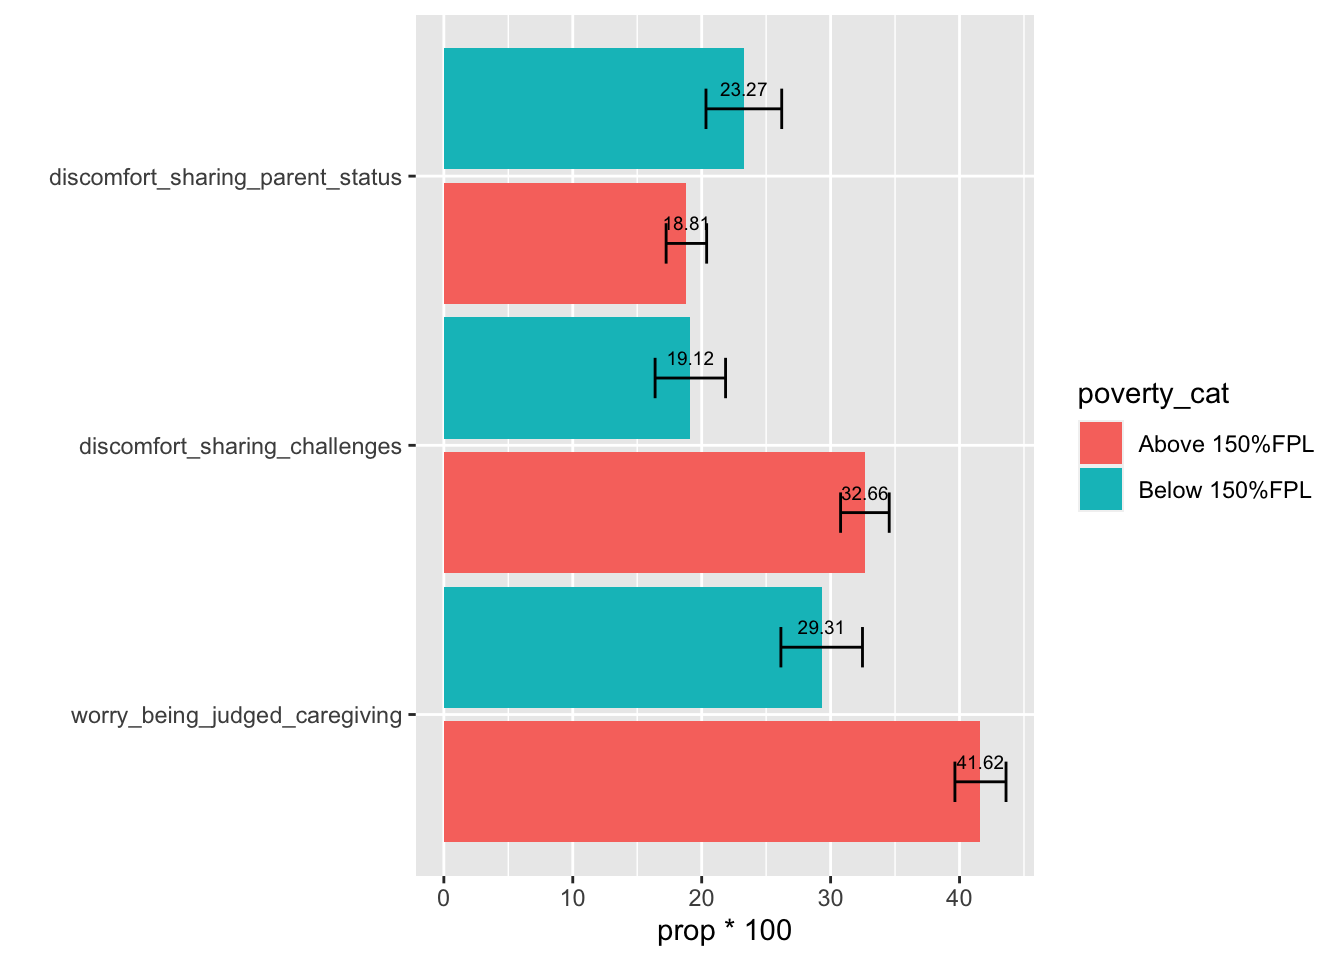 23.27
discomfort_sharing_parent_status
18.81
19.12
discomfort_sharing_challenges
32.66
29.31
worry_being_judged_caregiving
41.62
0 10 20 30 40
prop * 100
poverty_cat
Above 150%FPL
Below 150%FPL